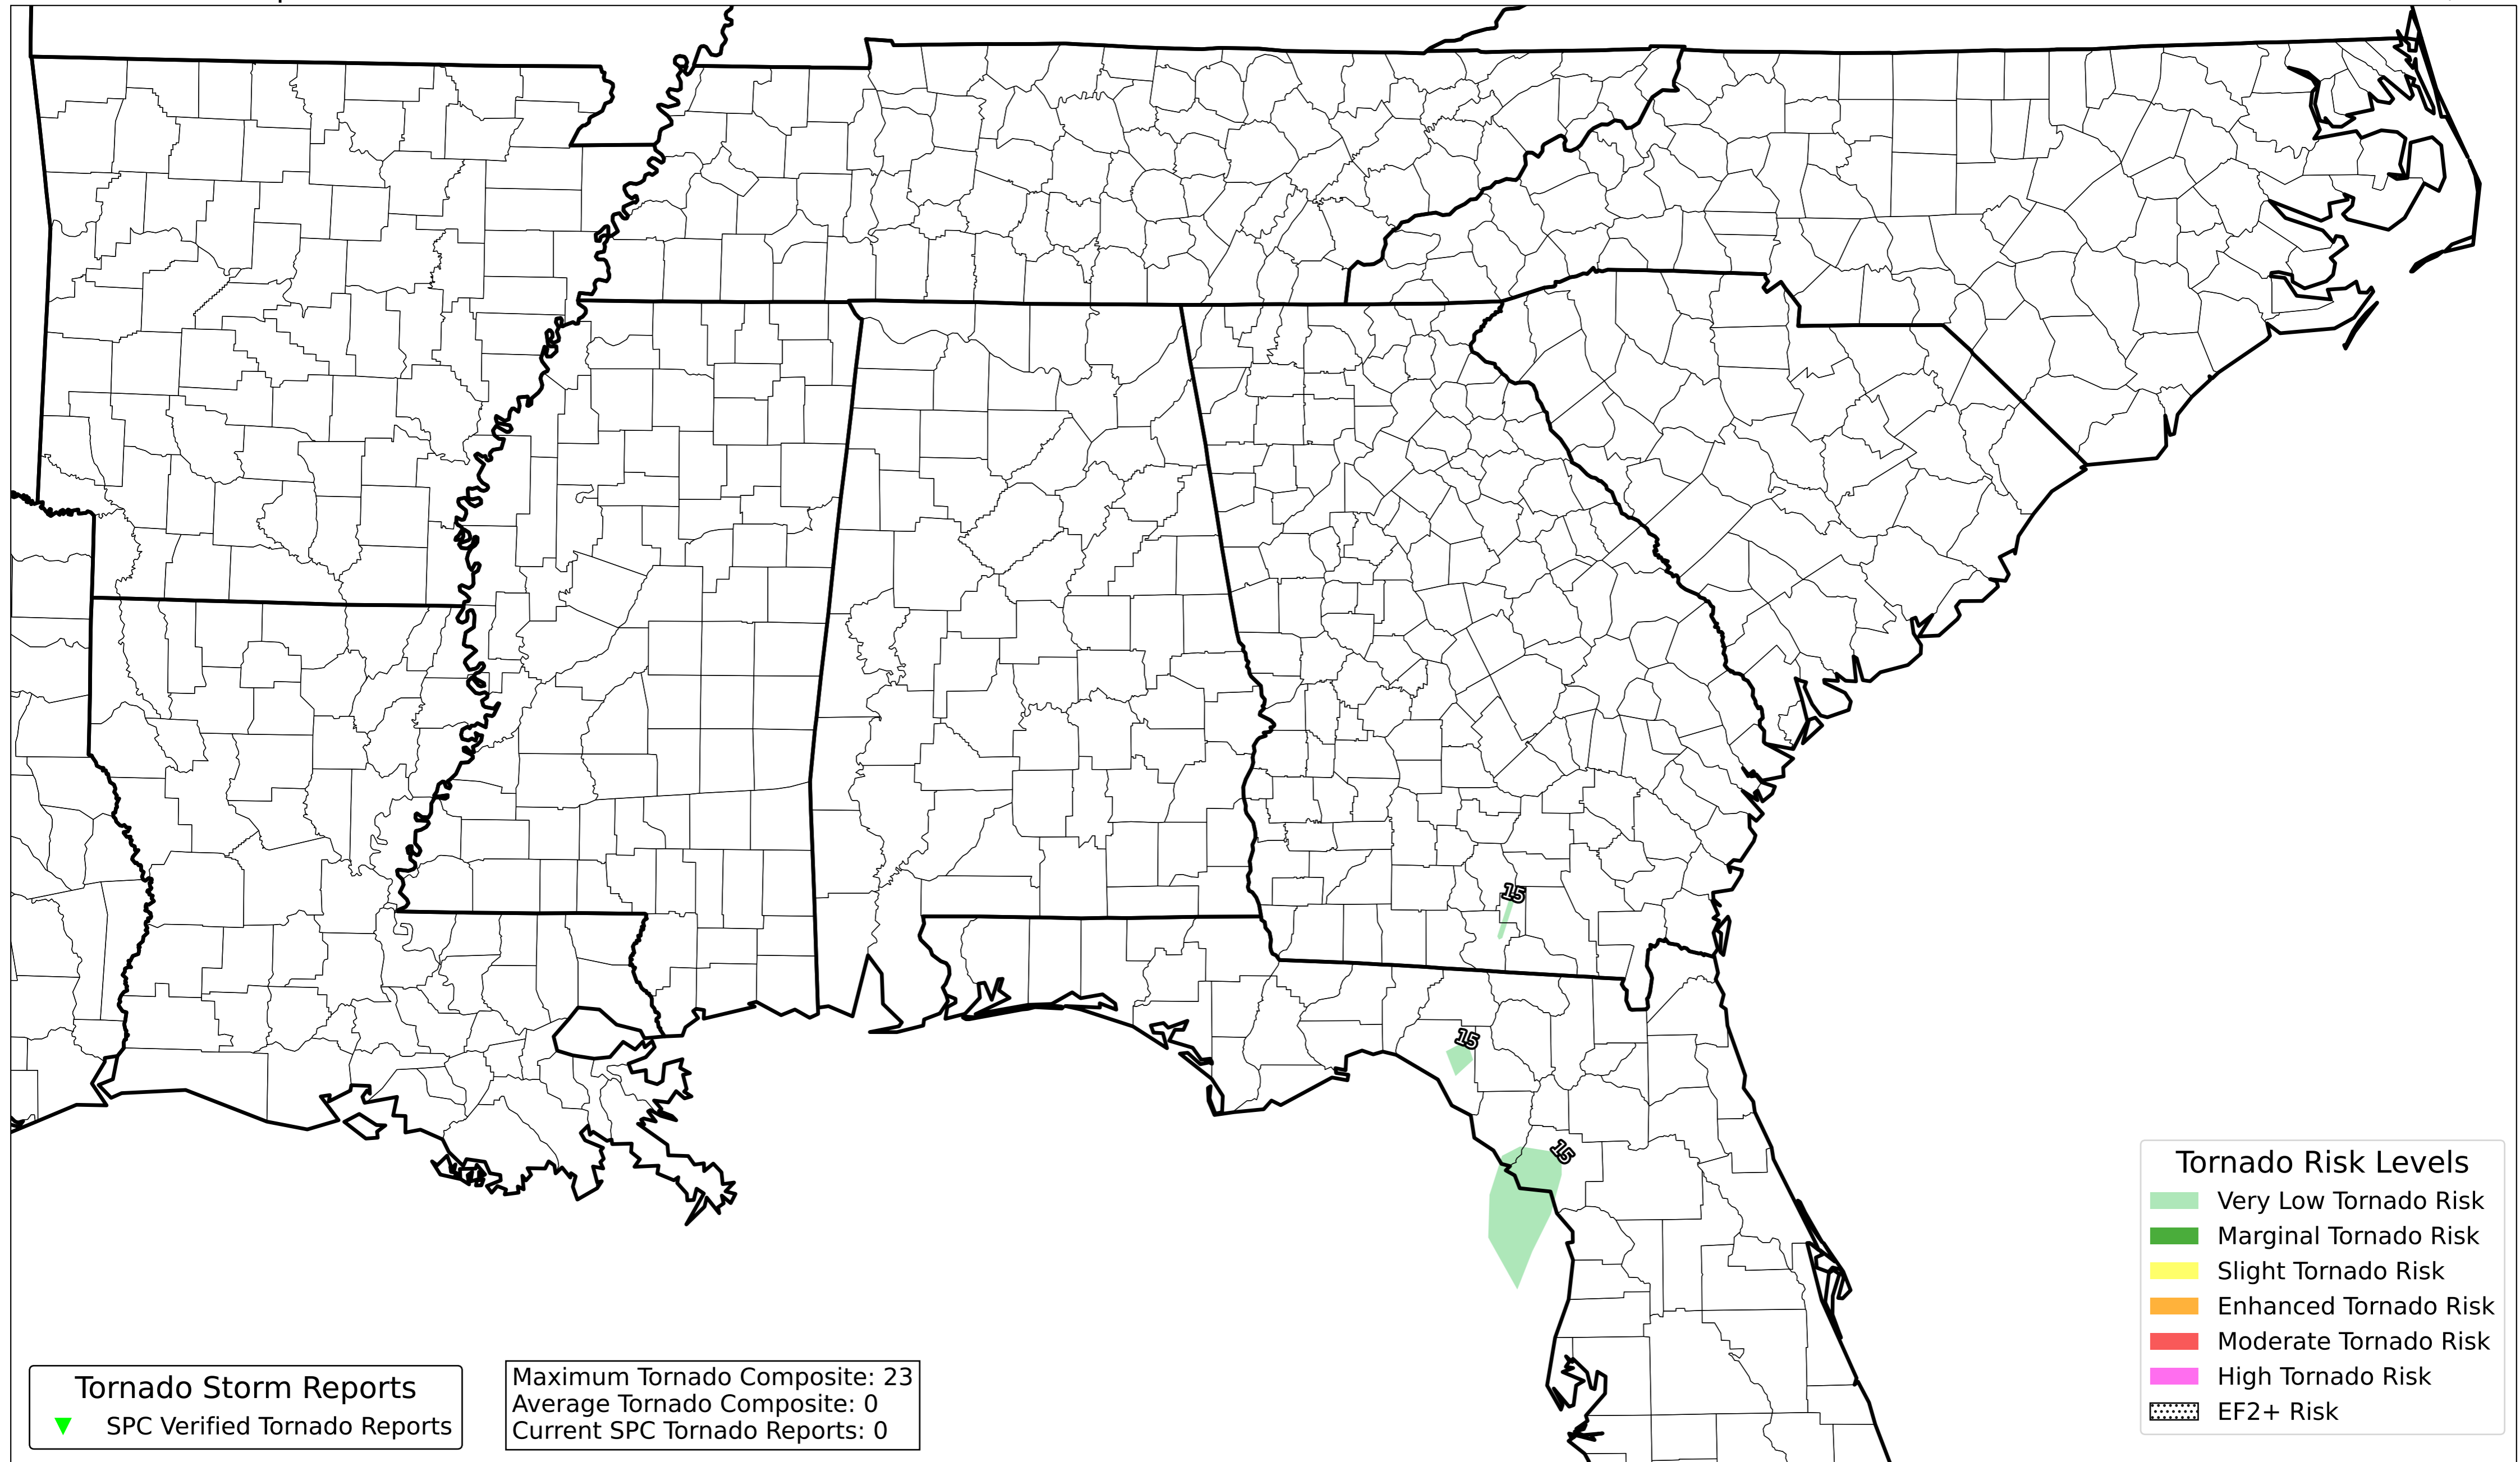 15
15
15
Tornado Risk Levels
Very Low Tornado Risk
Marginal Tornado Risk
Slight Tornado Risk
Enhanced Tornado Risk
Moderate Tornado Risk
High Tornado Risk
EF2+ Risk
Tornado Storm Reports
SPC Verified Tornado Reports
Maximum Tornado Composite: 23
Average Tornado Composite: 0
Current SPC Tornado Reports: 0